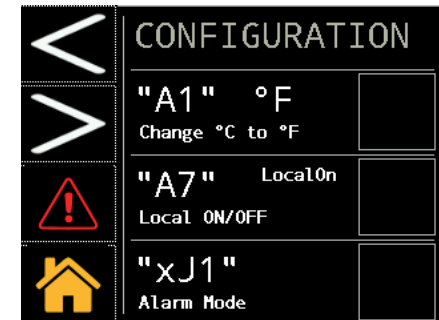 CONFIGURATION
"A1" °F
Change °C to °F
"A7" LocalOn
Local ON/OFF
"xJ1"
Alarm Mode